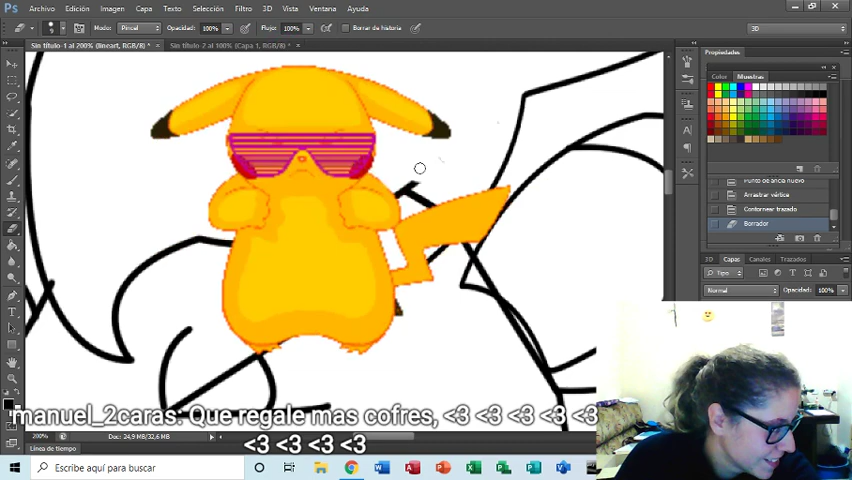 Ps Archivo Edición Imagen Capa Texto Selección Filtro 3D Vista Ventana Ayuda
9 Modo: Pincel Opacidad: 100% Flujo: 100% Borrar de historia 3D
Sin título-1 al 200% (lineart, RGB/8) * × Sin título-2 al 100% (Capa 1, RGB/8) * ×
Propiedades
Color Muestras
Punto de ancla nuevo
Arrastrar vértice
Contornear trazado
Borrador
3D Capas Canales Trazados
Tipo
Normal Opacidad: 100%
manuel_2caras: Que regale mas cofres, <3 <3 <3 <3 <3
<3 <3 <3 <3
200% Doc: 24,9 MB/32,6 MB
Línea de tiempo
Escribe aquí para buscar